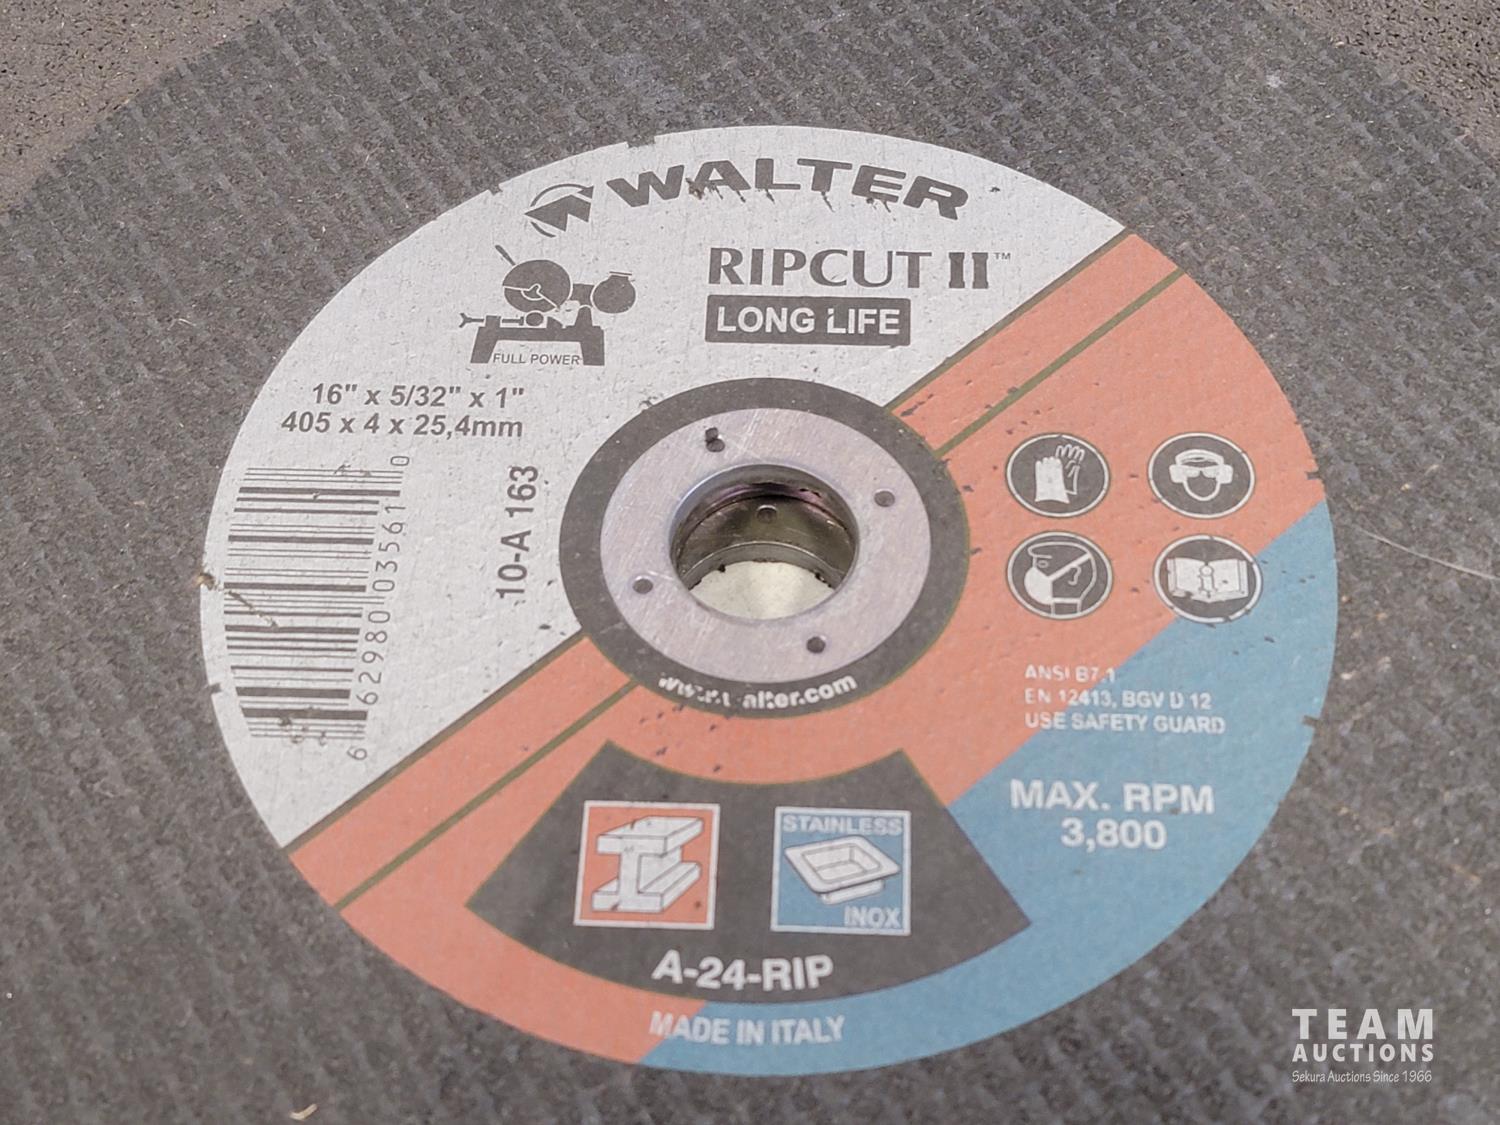 WALTER
RIPCUT II™
LONG LIFE
FULL POWER
16" x 5/32" x 1"
405 x 4 x 25,4mm
10-A 163
6 62980 03561 0
www.walter.com
ANSI B7.1
EN 12413, BGV D 12
USE SAFETY GUARD
MAX. RPM
3,800
STAINLESS
INOX
A-24-RIP
MADE IN ITALY
TEAM
AUCTIONS
Sekura Auctions Since 1966